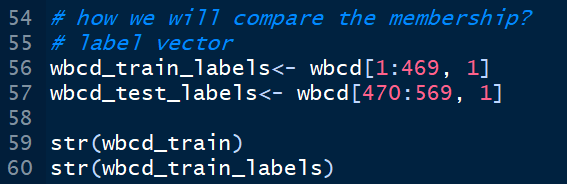 54 # how we will compare the membership?
55 # label vector
56 wbcd_train_labels<- wbcd[1:469, 1]
57 wbcd_test_labels<- wbcd[470:569, 1]
58
59 str(wbcd_train)
60 str(wbcd_train_labels)